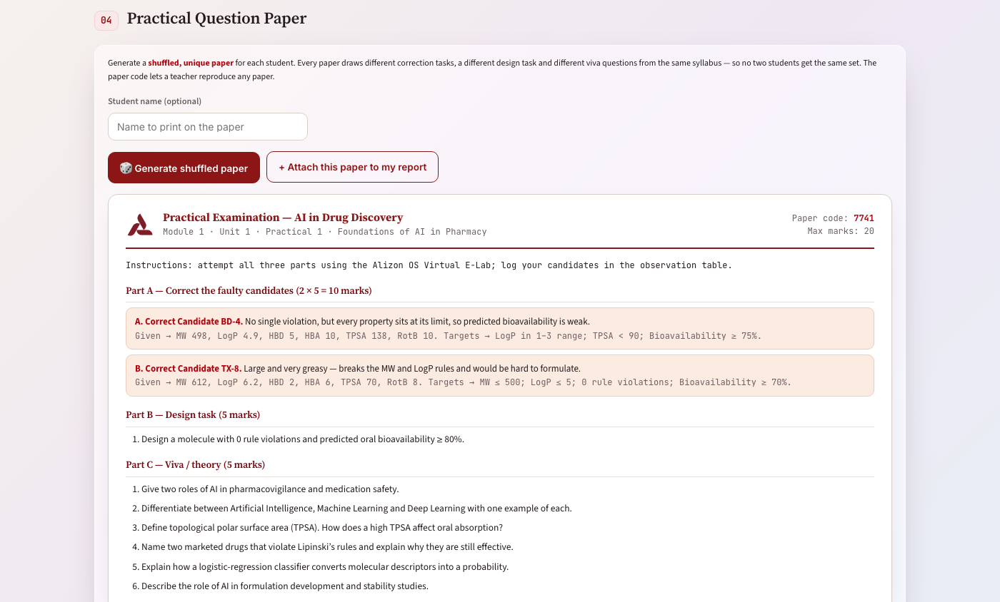 04 Practical Question Paper
Generate a shuffled, unique paper for each student. Every paper draws different correction tasks, a different design task and different viva questions from the same syllabus — so no two students get the same set. The
paper code lets a teacher reproduce any paper.
Student name (optional)
Name to print on the paper
🎲 Generate shuffled paper
+ Attach this paper to my report
Practical Examination — AI in Drug Discovery
Module 1 · Unit 1 · Practical 1 · Foundations of AI in Pharmacy
Paper code: 7741
Max marks: 20
Instructions: attempt all three parts using the Alizon OS Virtual E-Lab; log your candidates in the observation table.
Part A — Correct the faulty candidates (2 × 5 = 10 marks)
A. Correct Candidate BD-4. No single violation, but every property sits at its limit, so predicted bioavailability is weak.
Given → MW 498, LogP 4.9, HBD 5, HBA 10, TPSA 138, RotB 10. Targets → LogP in 1–3 range; TPSA < 90; Bioavailability ≥ 75%.
B. Correct Candidate TX-8. Large and very greasy — breaks the MW and LogP rules and would be hard to formulate.
Given → MW 612, LogP 6.2, HBD 2, HBA 6, TPSA 70, RotB 8. Targets → MW ≤ 500; LogP ≤ 5; 0 rule violations; Bioavailability ≥ 70%.
Part B — Design task (5 marks)
1. Design a molecule with 0 rule violations and predicted oral bioavailability ≥ 80%.
Part C — Viva / theory (5 marks)
1. Give two roles of AI in pharmacovigilance and medication safety.
2. Differentiate between Artificial Intelligence, Machine Learning and Deep Learning with one example of each.
3. Define topological polar surface area (TPSA). How does a high TPSA affect oral absorption?
4. Name two marketed drugs that violate Lipinski’s rules and explain why they are still effective.
5. Explain how a logistic-regression classifier converts molecular descriptors into a probability.
6. Describe the role of AI in formulation development and stability studies.